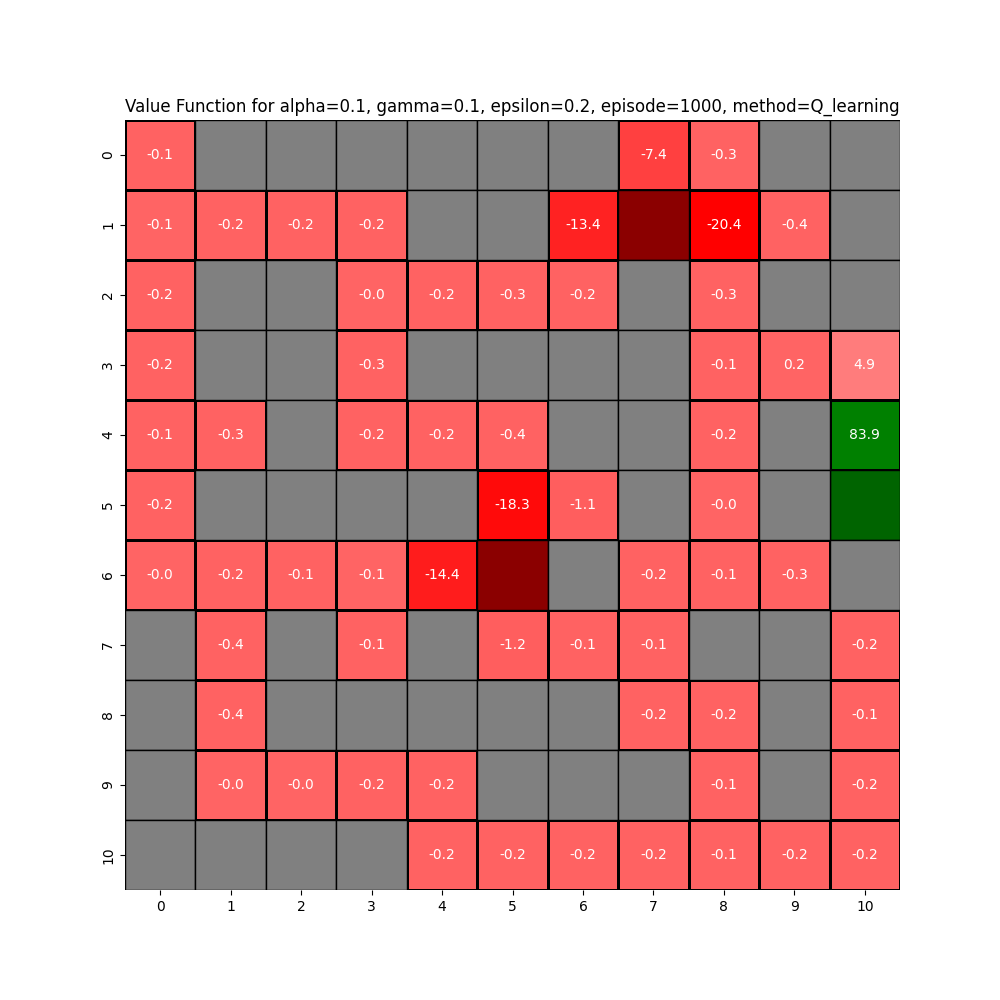 Value Function for alpha=0.1, gamma=0.1, epsilon=0.2, episode=1000, method=Q_learning
0 -0.1 -7.4 -0.3
1 -0.1 -0.2 -0.2 -0.2 -13.4 -20.4 -0.4
2 -0.2 -0.0 -0.2 -0.3 -0.2 -0.3
3 -0.2 -0.3 -0.1 0.2 4.9
4 -0.1 -0.3 -0.2 -0.2 -0.4 -0.2 83.9
5 -0.2 -18.3 -1.1 -0.0
6 -0.0 -0.2 -0.1 -0.1 -14.4 -0.2 -0.1 -0.3
7 -0.4 -0.1 -1.2 -0.1 -0.1 -0.2
8 -0.4 -0.2 -0.2 -0.1
9 -0.0 -0.0 -0.2 -0.2 -0.1 -0.2
10 -0.2 -0.2 -0.2 -0.2 -0.1 -0.2 -0.2
0 1 2 3 4 5 6 7 8 9 10